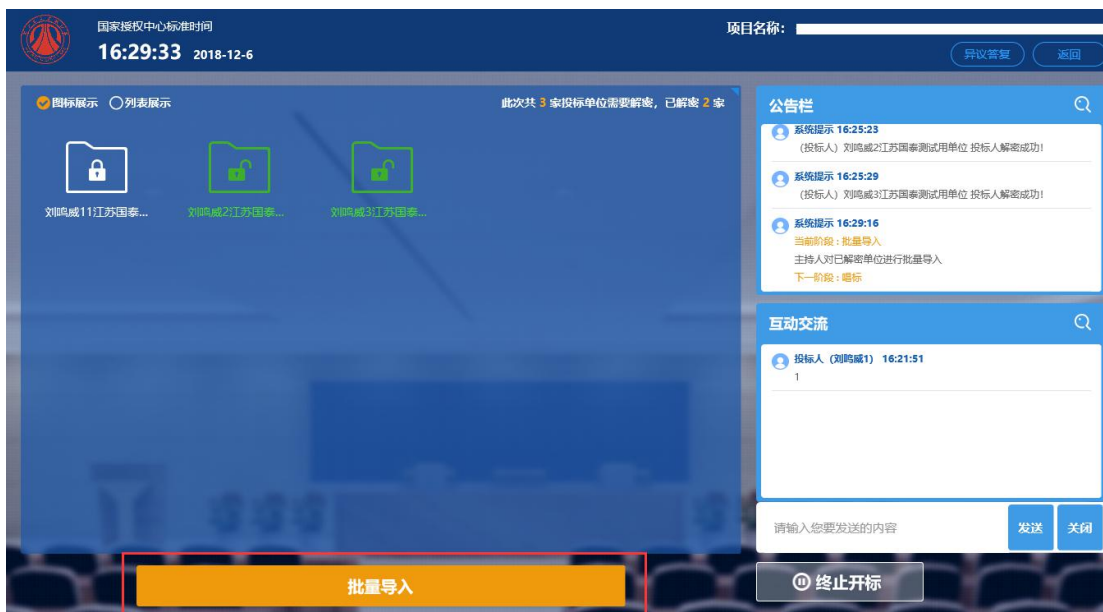 国家授权中心标准时间
16:29:33 2018-12-6
项目名称:
异议答复
返回
图标展示 列表展示
此次共 3 家投标单位需要解密，已解密 2 家
刘鸣威11江苏国泰...
刘鸣威2江苏国泰...
刘鸣威3江苏国泰...
批量导入
公告栏
系统提示 16:25:23
(投标人) 刘鸣威2江苏国泰测试用单位 投标人解密成功!
系统提示 16:25:29
(投标人) 刘鸣威3江苏国泰测试用单位 投标人解密成功!
系统提示 16:29:16
当前阶段 : 批量导入
主持人对已解密单位进行批量导入
下一阶段 : 唱标
互动交流
投标人 (刘鸣威1) 16:21:51
1
请输入您要发送的内容
发送
关闭
终止开标